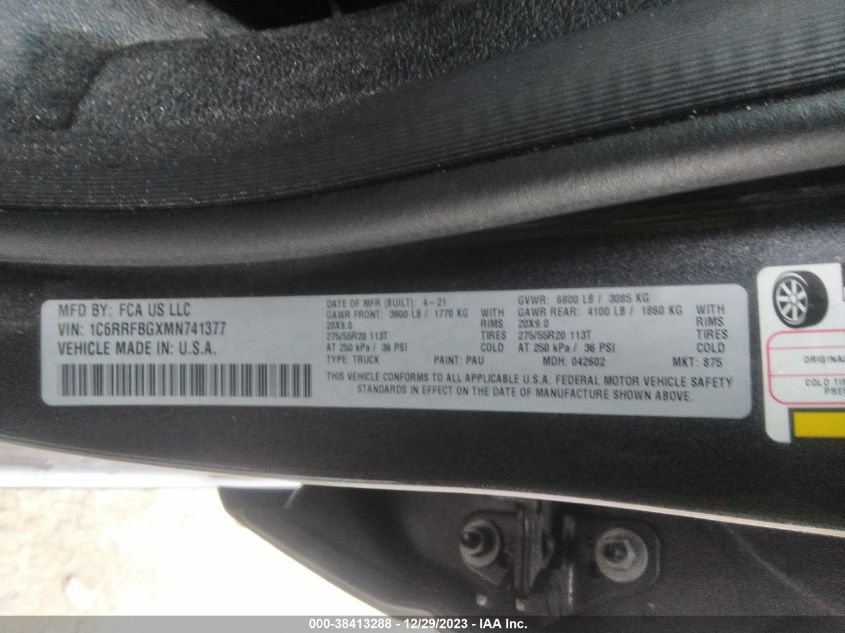 MFD BY: FCA US LLC
VIN: 1C6RRFBGXMN741377
VEHICLE MADE IN: U.S.A.
DATE OF MFR (BUILT): 4-21
GAWR FRONT: 3900 LB / 1770 KG WITH
20X9.0 RIMS
275/55R20 113T TIRES
AT 250 kPa / 36 PSI COLD
TYPE: TRUCK PAINT: PAU
GVWR: 6800 LB / 3085 KG
GAWR REAR: 4100 LB / 1860 KG WITH
20X9.0 RIMS
275/55R20 113T TIRES
AT 250 kPa / 36 PSI COLD
MDH: 042602 MKT: 875
THIS VEHICLE CONFORMS TO ALL APPLICABLE U.S.A. FEDERAL MOTOR VEHICLE SAFETY
STANDARDS IN EFFECT ON THE DATE OF MANUFACTURE SHOWN ABOVE.
ORIGINAL
COLD TI
PRES
000-38413288 - 12/29/2023 - Copyright © 2023 IAA, Inc.